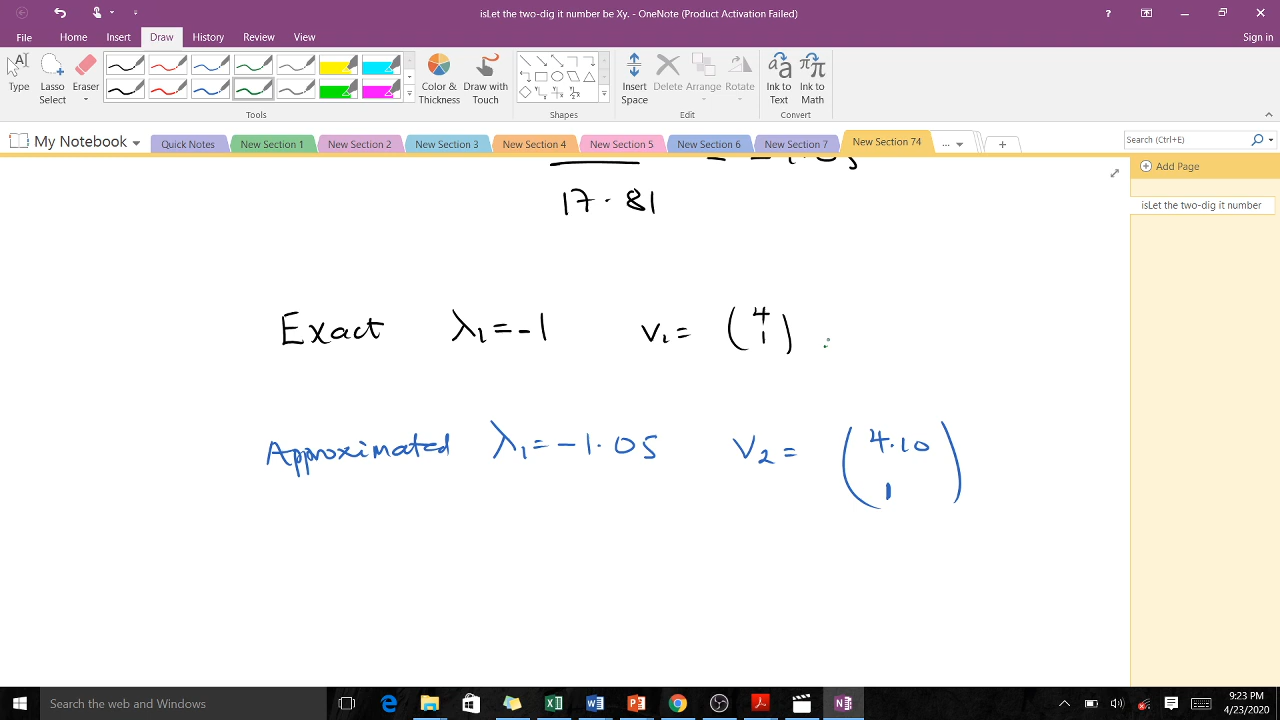 isLet the two-dig it number be Xy. - OneNote (Product Activation Failed)
File Home Insert Draw History Review View Sign in
Type Lasso Select Eraser Color & Thickness Draw with Touch Insert Space Delete Arrange Rotate Ink to Text Ink to Math
Tools Shapes Edit Convert
My Notebook Quick Notes New Section 1 New Section 2 New Section 3 New Section 4 New Section 5 New Section 6 New Section 7 New Section 74 ... Search (Ctrl+E)
Add Page
isLet the two-dig it number
17.81
Exact λ1 = -1 v1 = (4
1)
Approximated λ1 = -1.05 v2 = (4.10
1)
Search the web and Windows
9:23 PM
4/23/2020